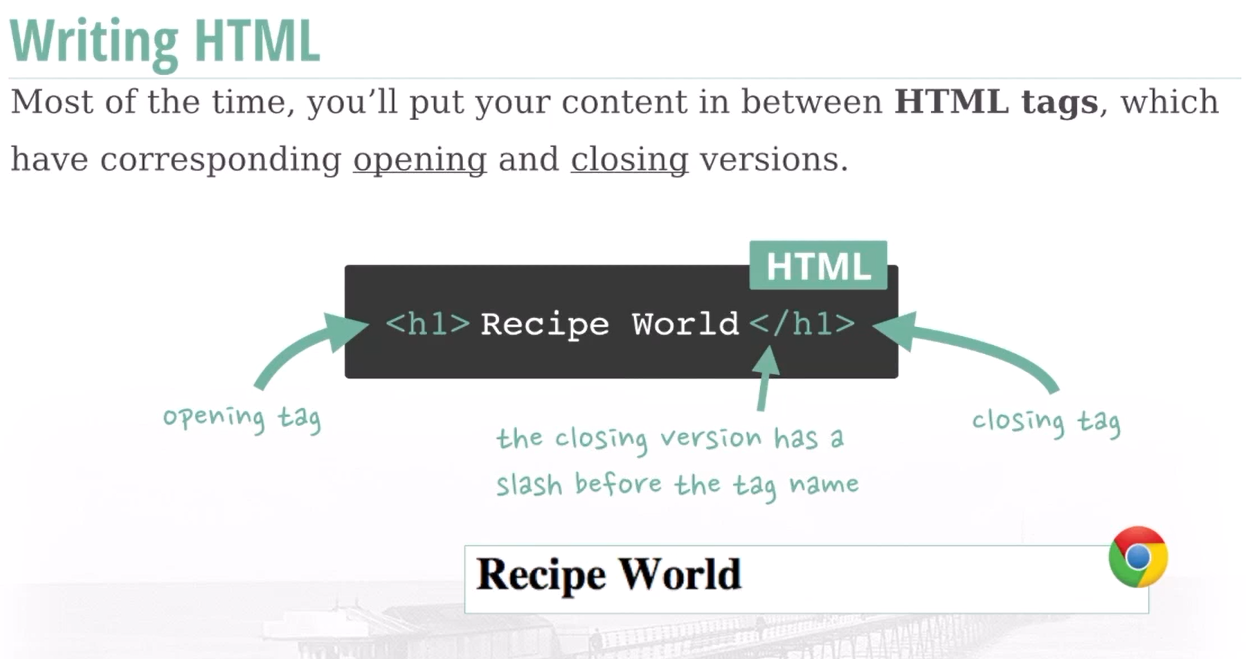 Writing HTML
Most of the time, you’ll put your content in between HTML tags, which
have corresponding opening and closing versions.
HTML
<h1> Recipe World </h1>
opening tag
closing tag
the closing version has a
slash before the tag name
Recipe World